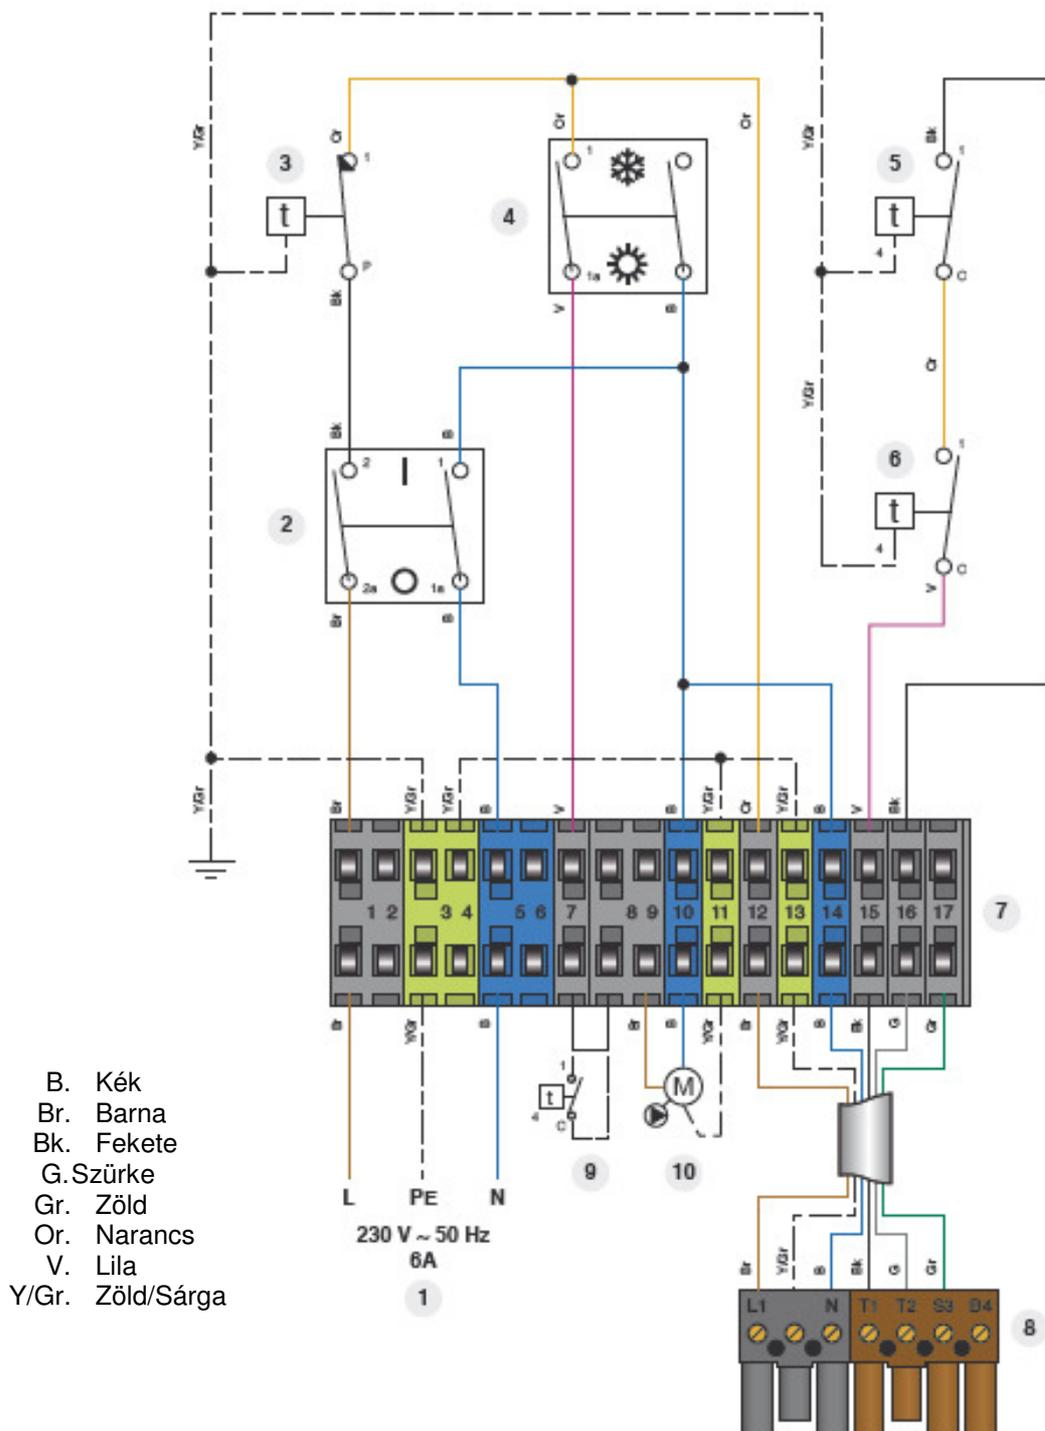 Y/Gr
Or
Or
Or
Y/Gr
Bk
3
1
t
P
Bk
4
1
1a
V
B
5
1
t
4
C
Or
Y/Gr
Bk
B
2
2
1
2a
1a
Br
B
6
1
t
4
C
V
Y/Gr
Br
Y/Gr
Y/Gr
B
V
B
Y/Gr
Or
Y/Gr
B
V
Bk
1 2 3 4 5 6 7 8 9 10 11 12 13 14 15 16 17
7
Br
Y/Gr
B
Br
B
Y/Gr
Br
Y/Gr
B
Bk
G
Gr
1
t
4
C
M
9
10
L PE N
230 V ~ 50 Hz
6A
1
B. Kék
Br. Barna
Bk. Fekete
G. Szürke
Gr. Zöld
Or. Narancs
V. Lila
Y/Gr. Zöld/Sárga
Br
Y/Gr
B
Bk
G
Gr
L1 N T1 T2 S3 B4
8